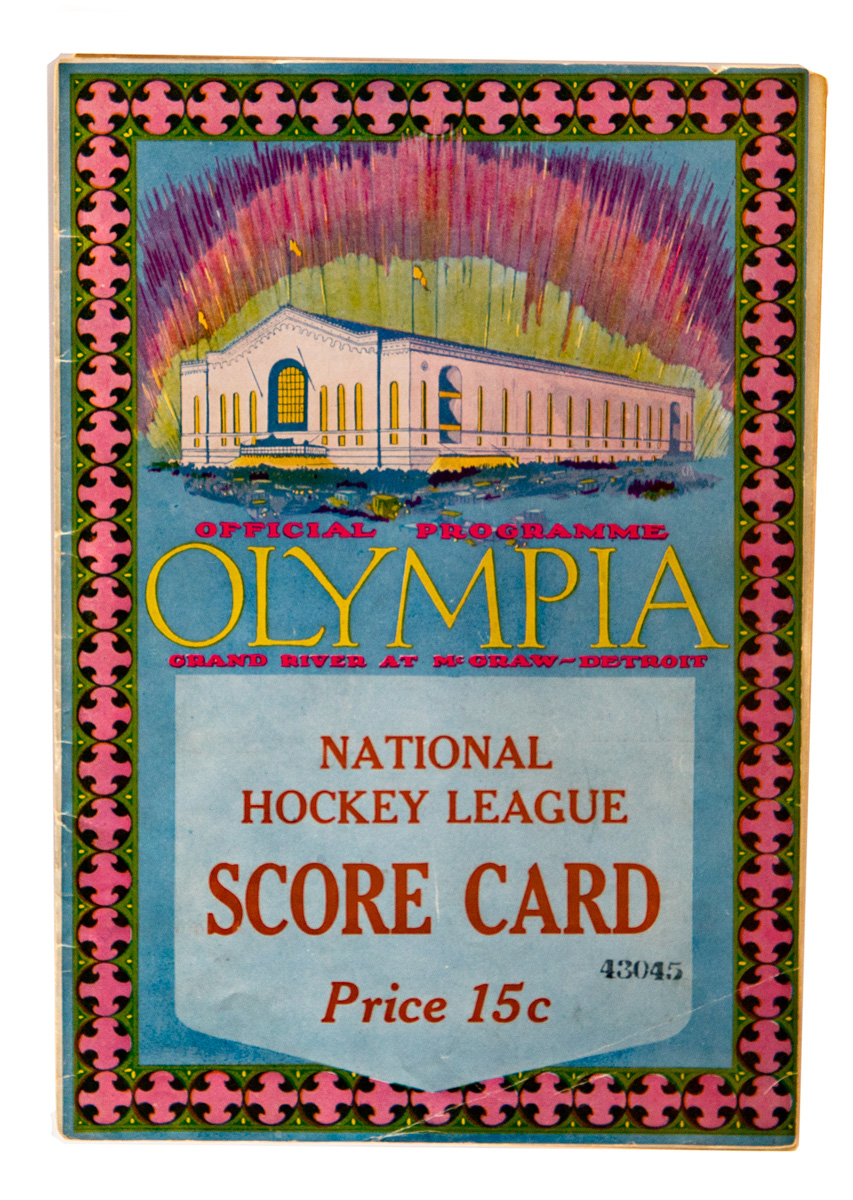 OFFICIAL PROGRAMME
OLYMPIA
GRAND RIVER AT McGRAW-DETROIT
NATIONAL
HOCKEY LEAGUE
SCORE CARD
43045
Price 15c